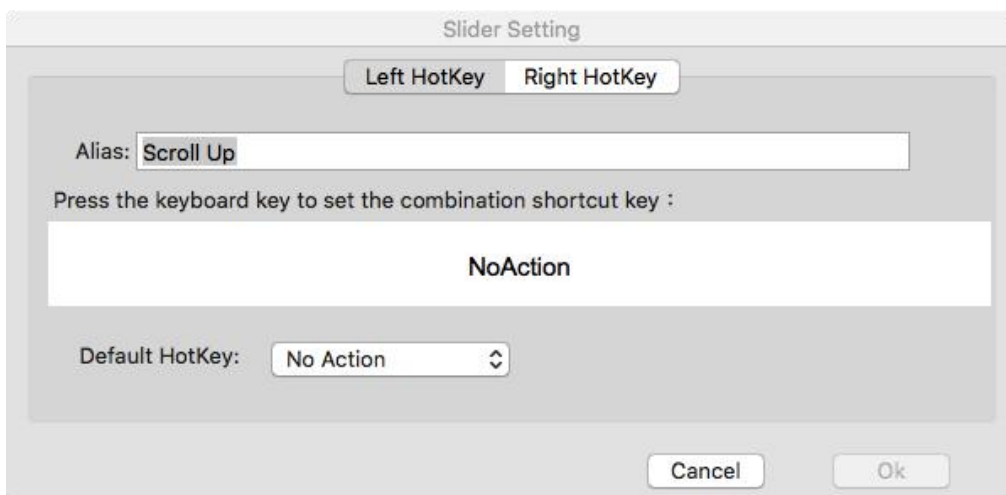 Slider Setting
Left HotKey Right HotKey
Alias: Scroll Up
Press the keyboard key to set the combination shortcut key：
NoAction
Default HotKey: No Action
Cancel Ok